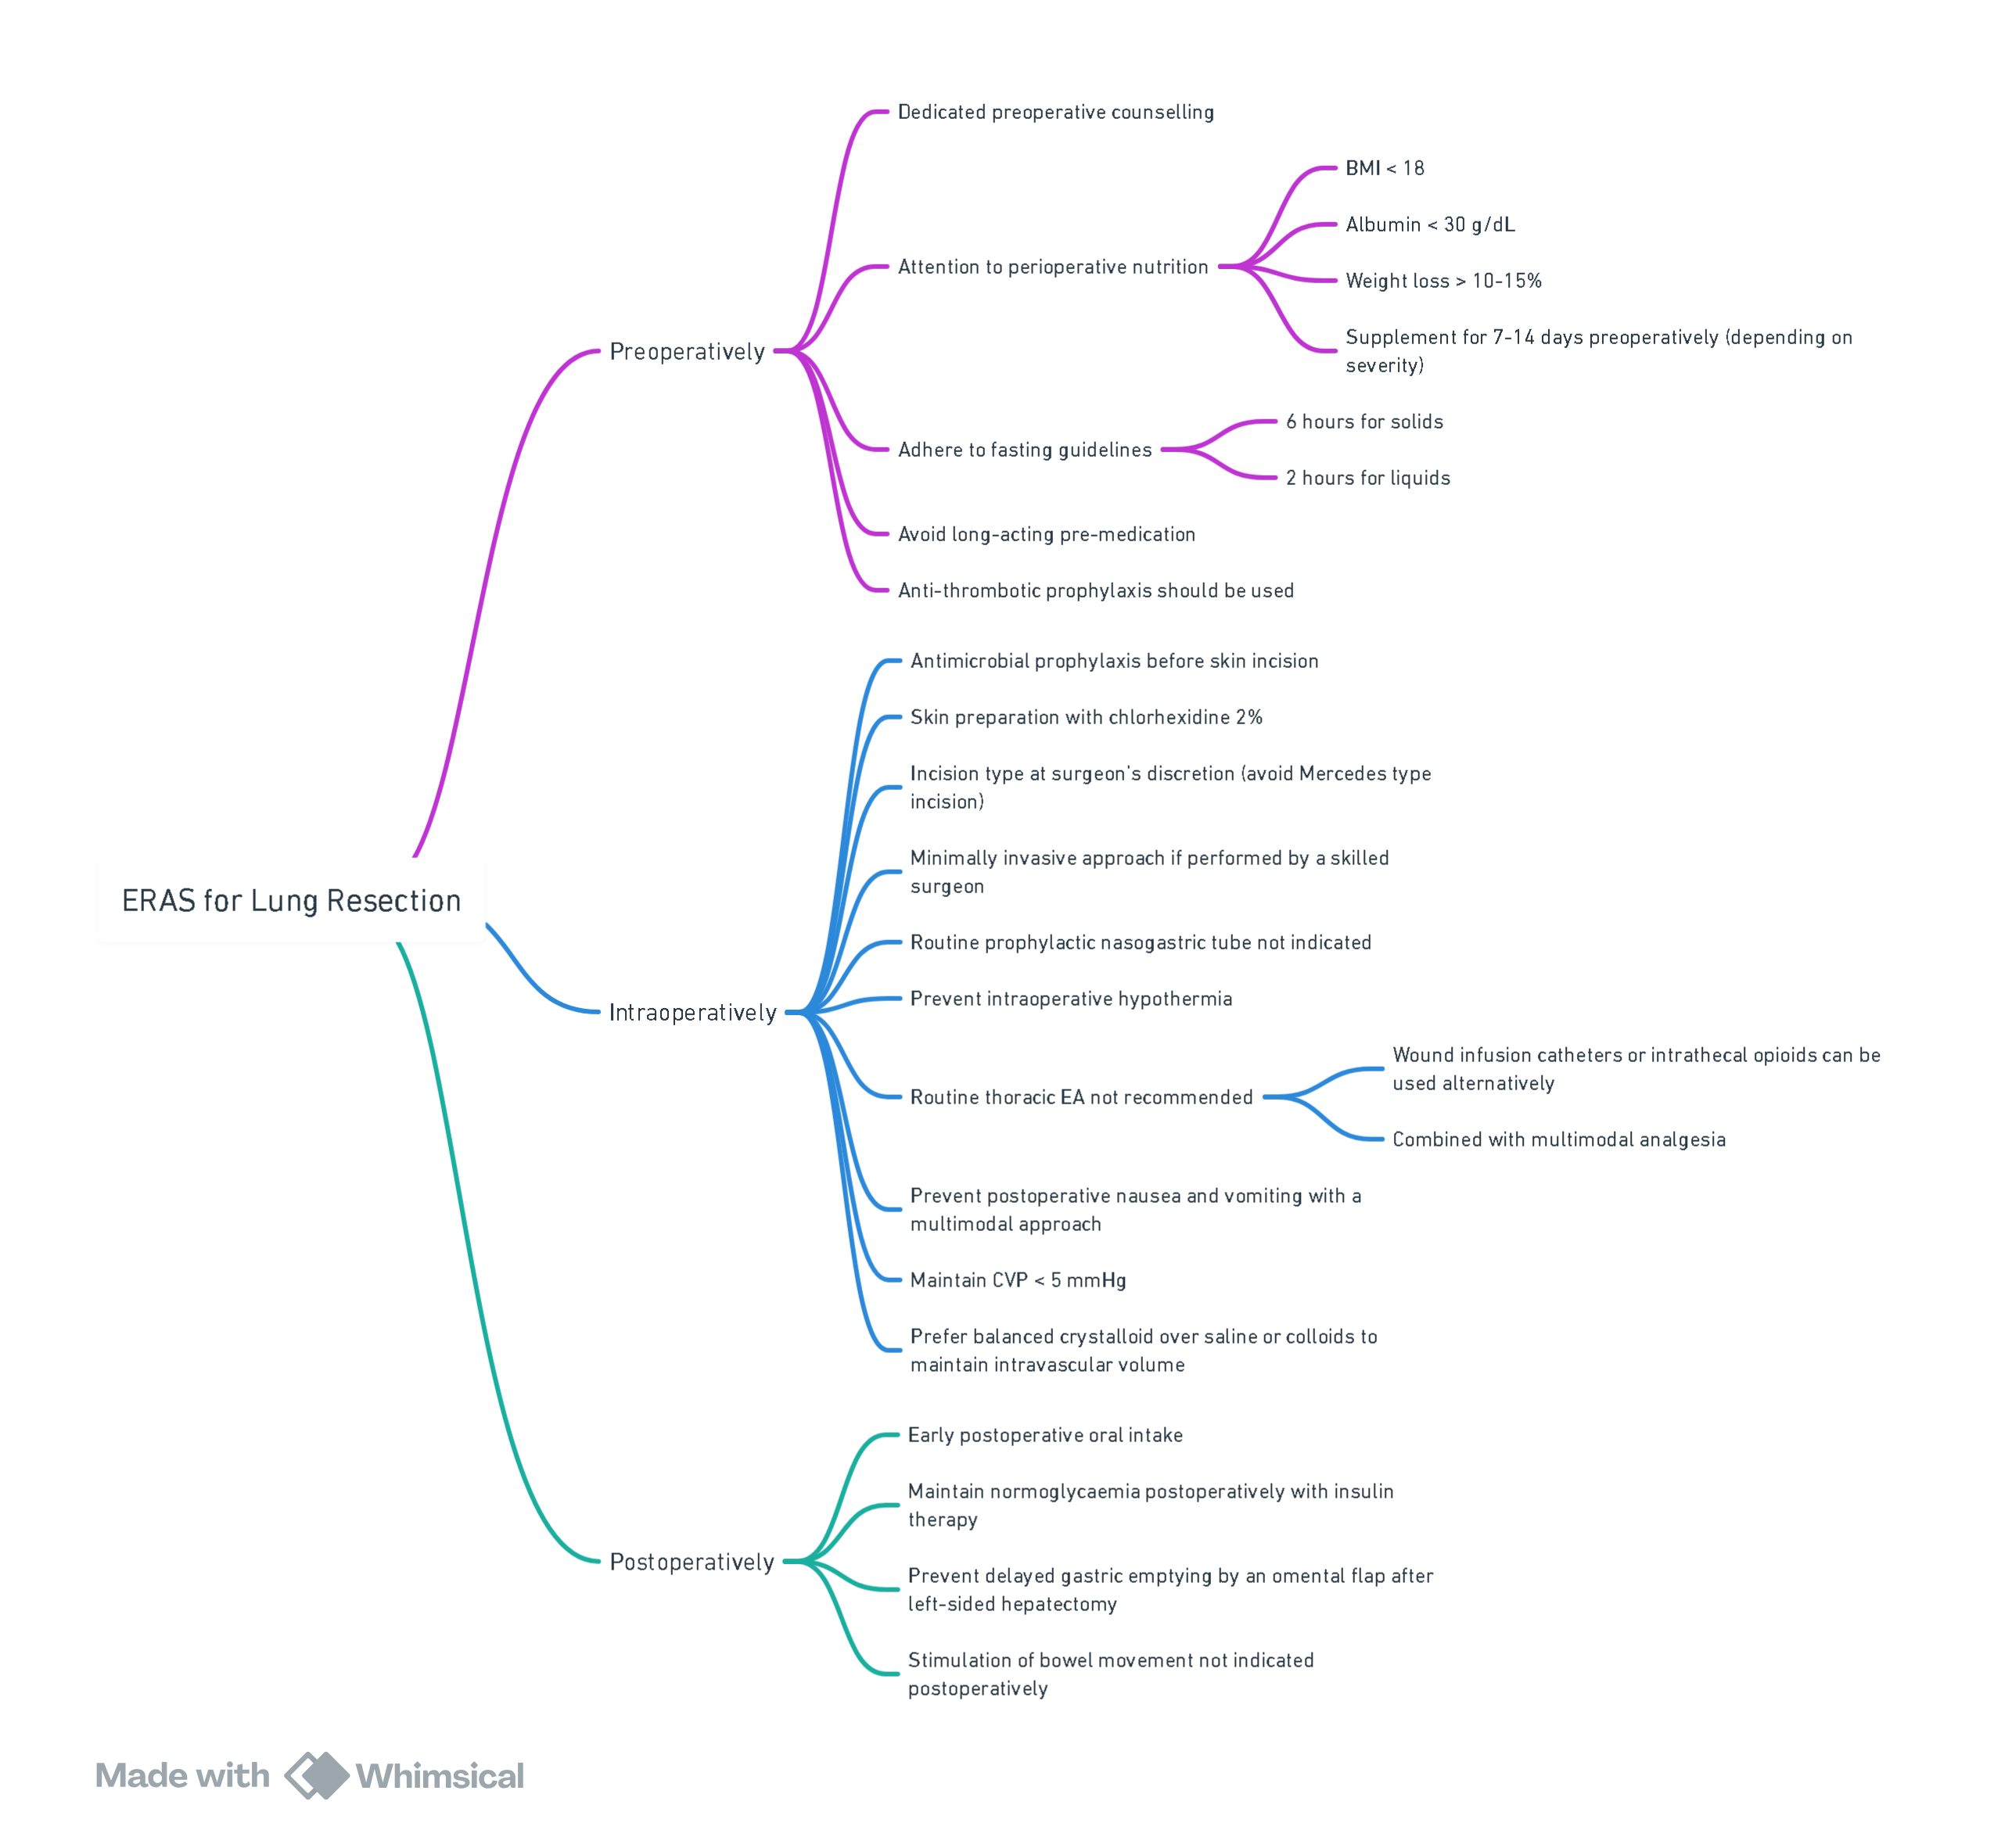 Dedicated preoperative counselling
BMI < 18
Albumin < 30 g/dL
Attention to perioperative nutrition
Weight loss > 10-15%
Supplement for 7-14 days preoperatively (depending on
severity)
Preoperatively
6 hours for solids
Adhere to fasting guidelines
2 hours for liquids
Avoid long-acting pre-medication
Anti-thrombotic prophylaxis should be used
Antimicrobial prophylaxis before skin incision
Skin preparation with chlorhexidine 2%
Incision type at surgeon's discretion (avoid Mercedes type
incision)
Minimally invasive approach if performed by a skilled
surgeon
ERAS for Lung Resection
Routine prophylactic nasogastric tube not indicated
Prevent intraoperative hypothermia
Intraoperatively
Wound infusion catheters or intrathecal opioids can be
used alternatively
Routine thoracic EA not recommended
Combined with multimodal analgesia
Prevent postoperative nausea and vomiting with a
multimodal approach
Maintain CVP < 5 mmHg
Prefer balanced crystalloid over saline or colloids to
maintain intravascular volume
Early postoperative oral intake
Maintain normoglycaemia postoperatively with insulin
therapy
Postoperatively
Prevent delayed gastric emptying by an omental flap after
left-sided hepatectomy
Stimulation of bowel movement not indicated
postoperatively
Made with Whimsical